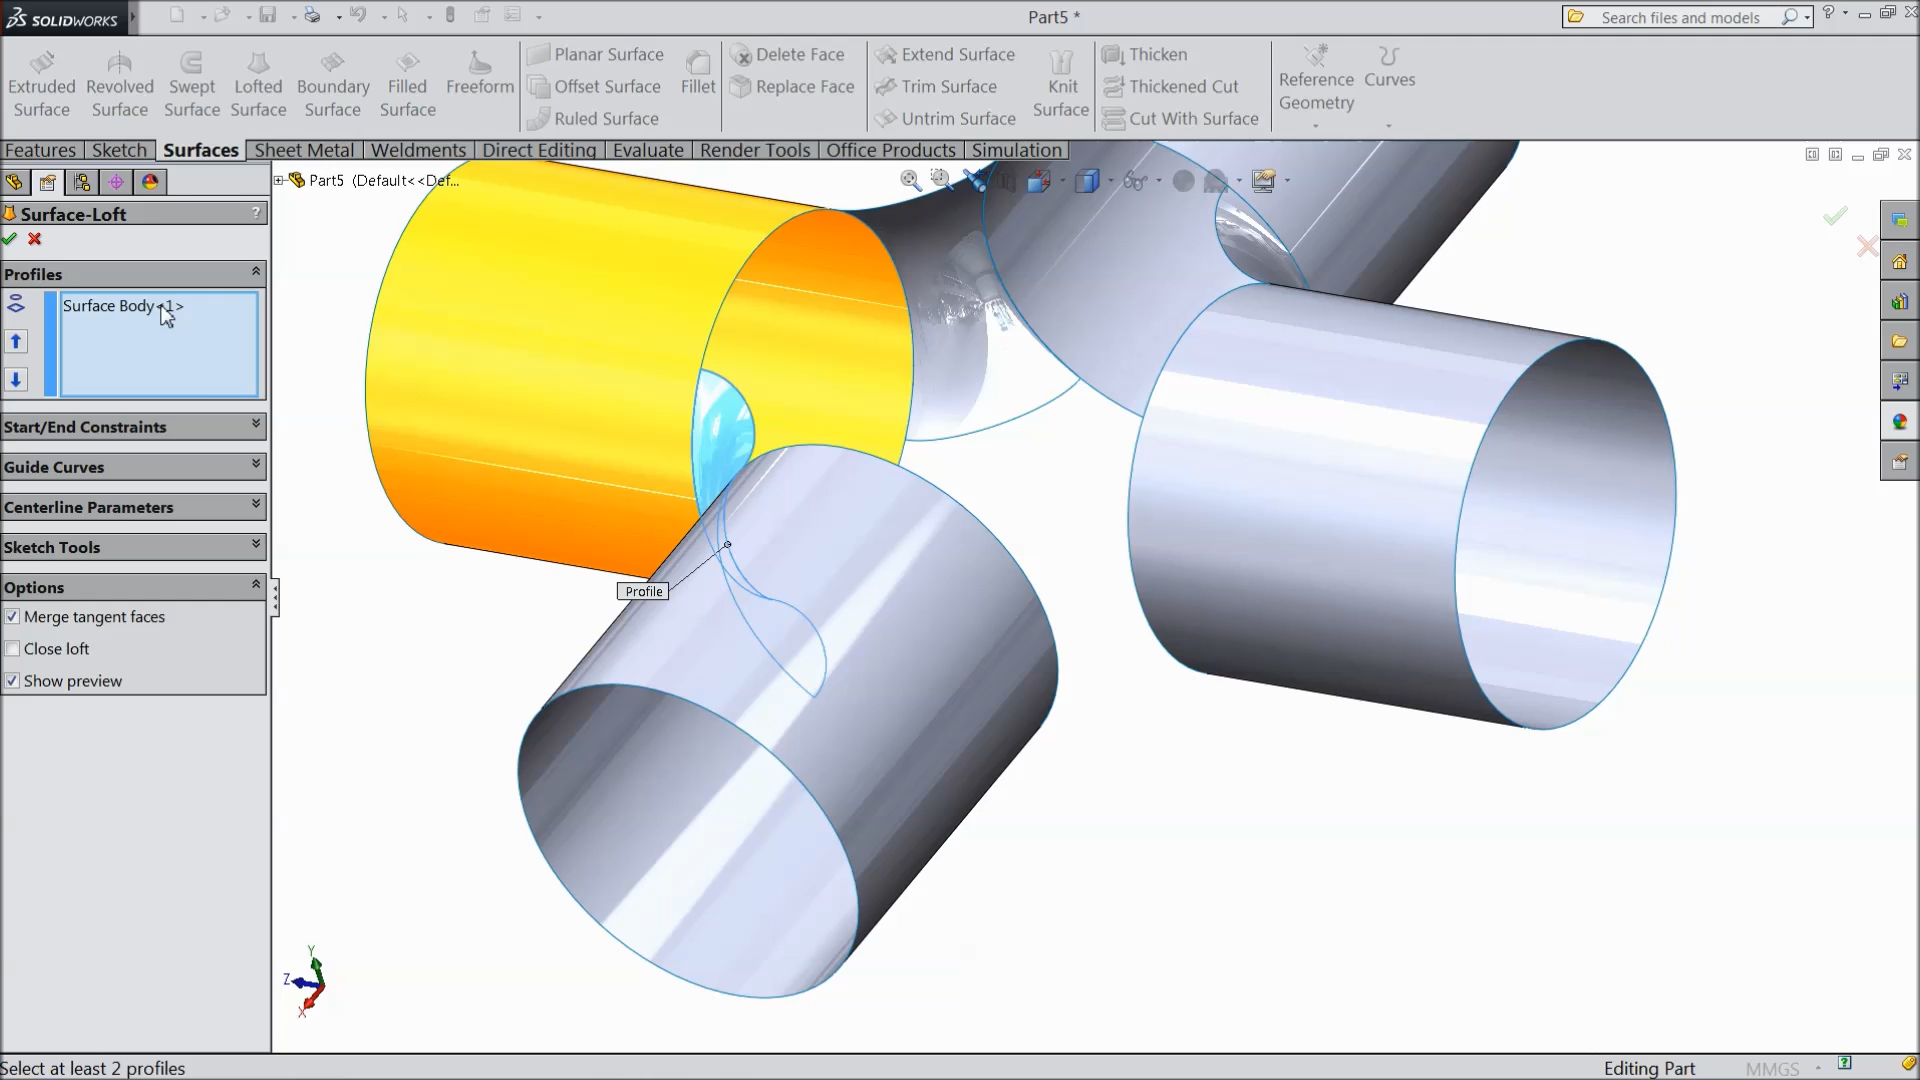 SOLIDWORKS
Part5 *
Search files and models
Extruded Surface
Revolved Surface
Swept Surface
Lofted Surface
Boundary Surface
Filled Surface
Freeform
Planar Surface
Offset Surface
Ruled Surface
Fillet
Delete Face
Replace Face
Extend Surface
Trim Surface
Untrim Surface
Knit Surface
Thicken
Thickened Cut
Cut With Surface
Reference Geometry
Curves
Features
Sketch
Surfaces
Sheet Metal
Weldments
Direct Editing
Evaluate
Render Tools
Office Products
Simulation
Part5 (Default<<Def...
Surface-Loft
?
Profiles
Surface Body<1>
Start/End Constraints
Guide Curves
Centerline Parameters
Sketch Tools
Options
Merge tangent faces
Close loft
Show preview
Profile
Y
Z
X
Select at least 2 profiles
Editing Part
MMGS